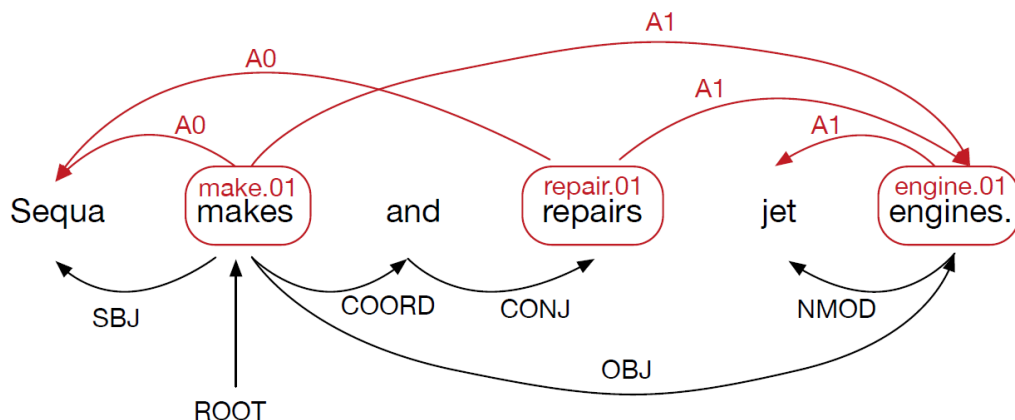 A1
A0
A1
A0
A1
make.01
repair.01
engine.01
Sequa makes and repairs jet engines.
SBJ
COORD
CONJ
NMOD
OBJ
ROOT